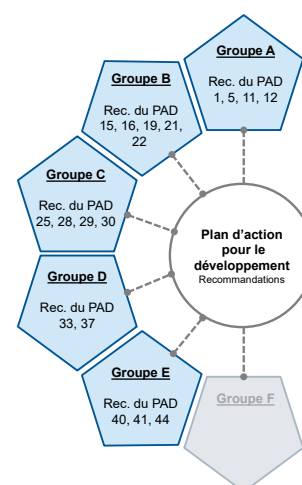 Groupe A
Rec. du PAD
1, 5, 11, 12
Groupe B
Rec. du PAD
15, 16, 19, 21,
22
Groupe C
Rec. du PAD
25, 28, 29, 30
Groupe D
Rec. du PAD
33, 37
Groupe E
Rec. du PAD
40, 41, 44
Groupe F
Plan d'action
pour le
développement
Recommandations